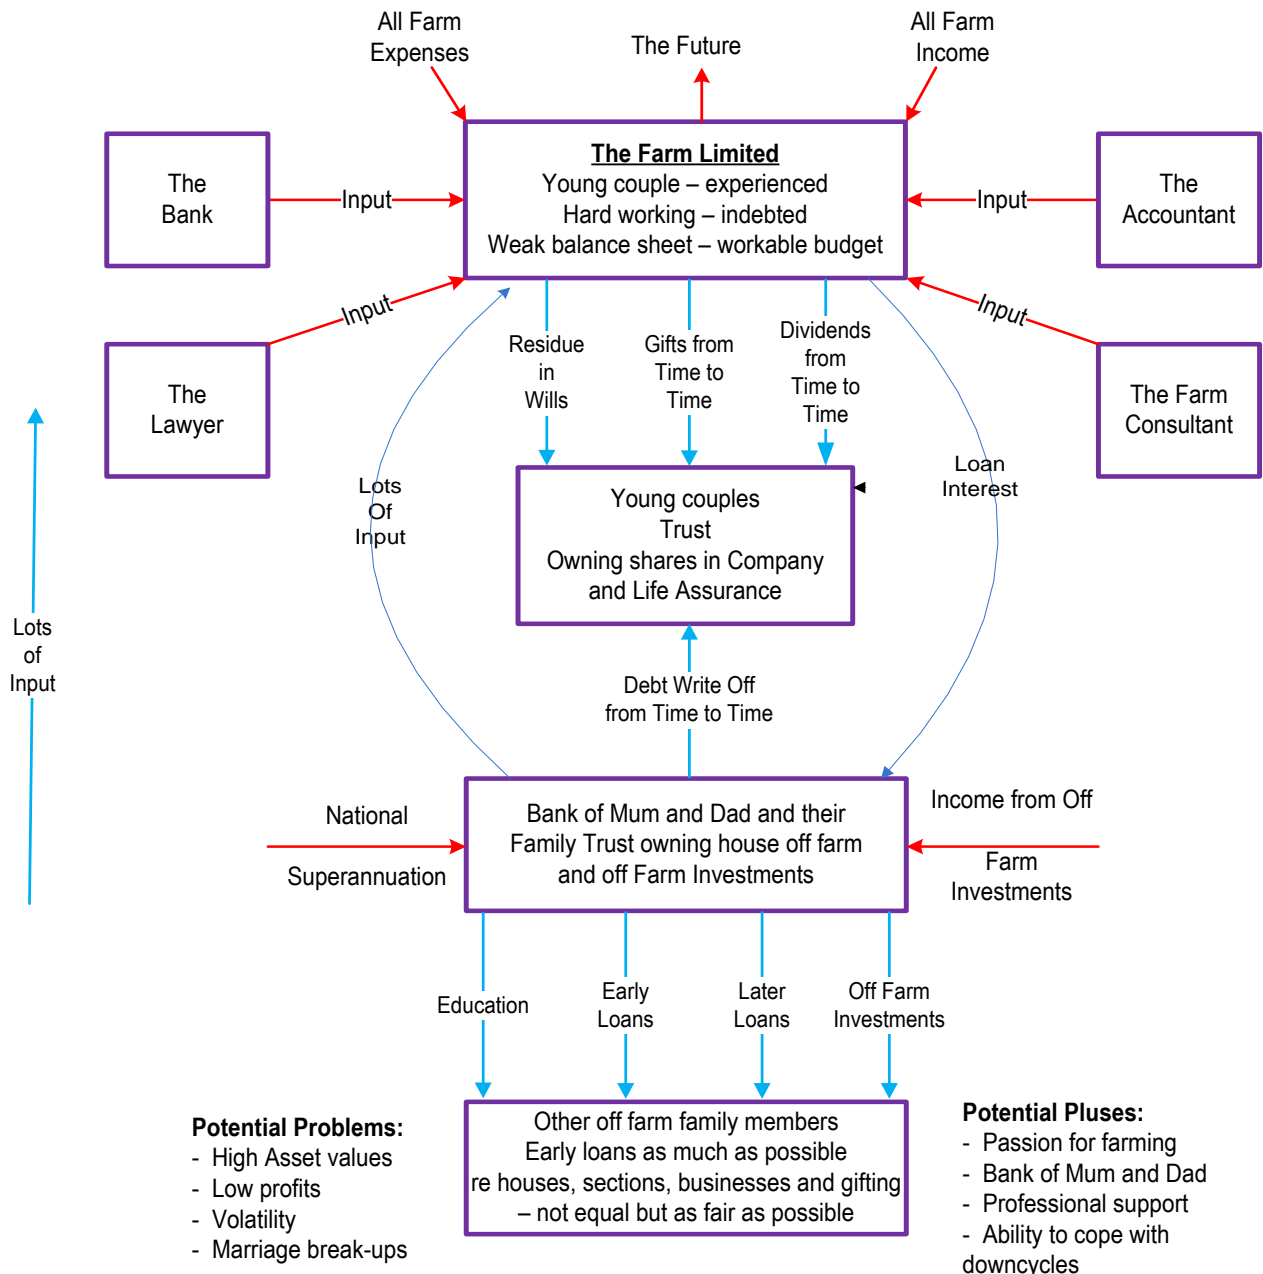 All Farm
Expenses
The Future
All Farm
Income
The Farm Limited
Young couple – experienced
Hard working – indebted
Weak balance sheet – workable budget
The
Bank
Input
Input
The
Accountant
The
Lawyer
Input
Input
The Farm
Consultant
Residue
in
Wills
Gifts from
Time to
Time
Dividends
from
Time to
Time
Lots
Of
Input
Loan
Interest
Young couples
Trust
Owning shares in Company
and Life Assurance
Lots
of
Input
Debt Write Off
from Time to Time
National
Superannuation
Bank of Mum and Dad and their
Family Trust owning house off farm
and off Farm Investments
Income from Off
Farm
Investments
Education
Early
Loans
Later
Loans
Off Farm
Investments
Other off farm family members
Early loans as much as possible
re houses, sections, businesses and gifting
– not equal but as fair as possible
Potential Problems:
- High Asset values
- Low profits
- Volatility
- Marriage break-ups
Potential Pluses:
- Passion for farming
- Bank of Mum and Dad
- Professional support
- Ability to cope with
downcycles